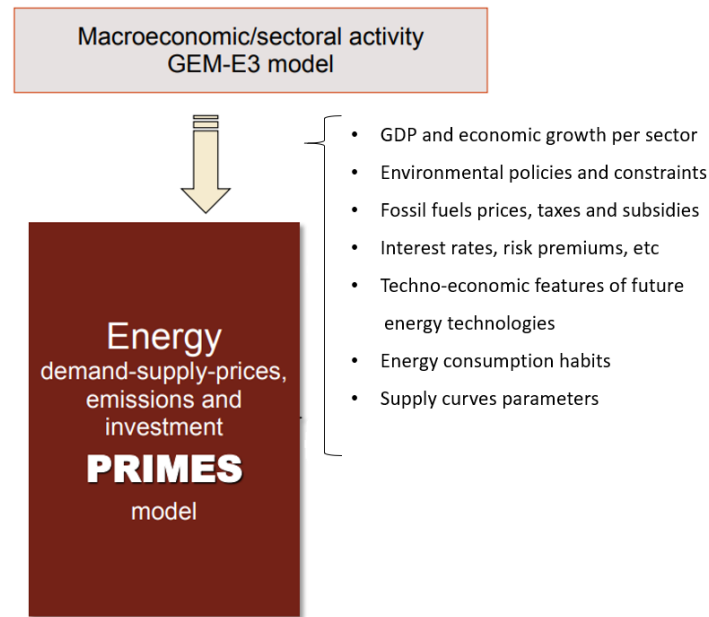 Macroeconomic/sectoral activity
GEM-E3 model
• GDP and economic growth per sector
• Environmental policies and constraints
• Fossil fuels prices, taxes and subsidies
• Interest rates, risk premiums, etc
• Techno-economic features of future
energy technologies
• Energy consumption habits
• Supply curves parameters
Energy
demand-supply-prices,
emissions and
investment
PRIMES
model